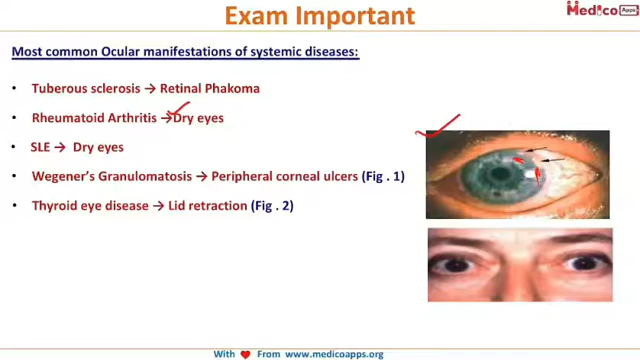 Exam Important
Medico Apps
Most common Ocular manifestations of systemic diseases:
• Tuberous sclerosis → Retinal Phakoma
• Rheumatoid Arthritis → Dry eyes
• SLE → Dry eyes
• Wegener's Granulomatosis → Peripheral corneal ulcers (Fig . 1)
• Thyroid eye disease → Lid retraction (Fig . 2)
With ♥ From www.medicoapps.org